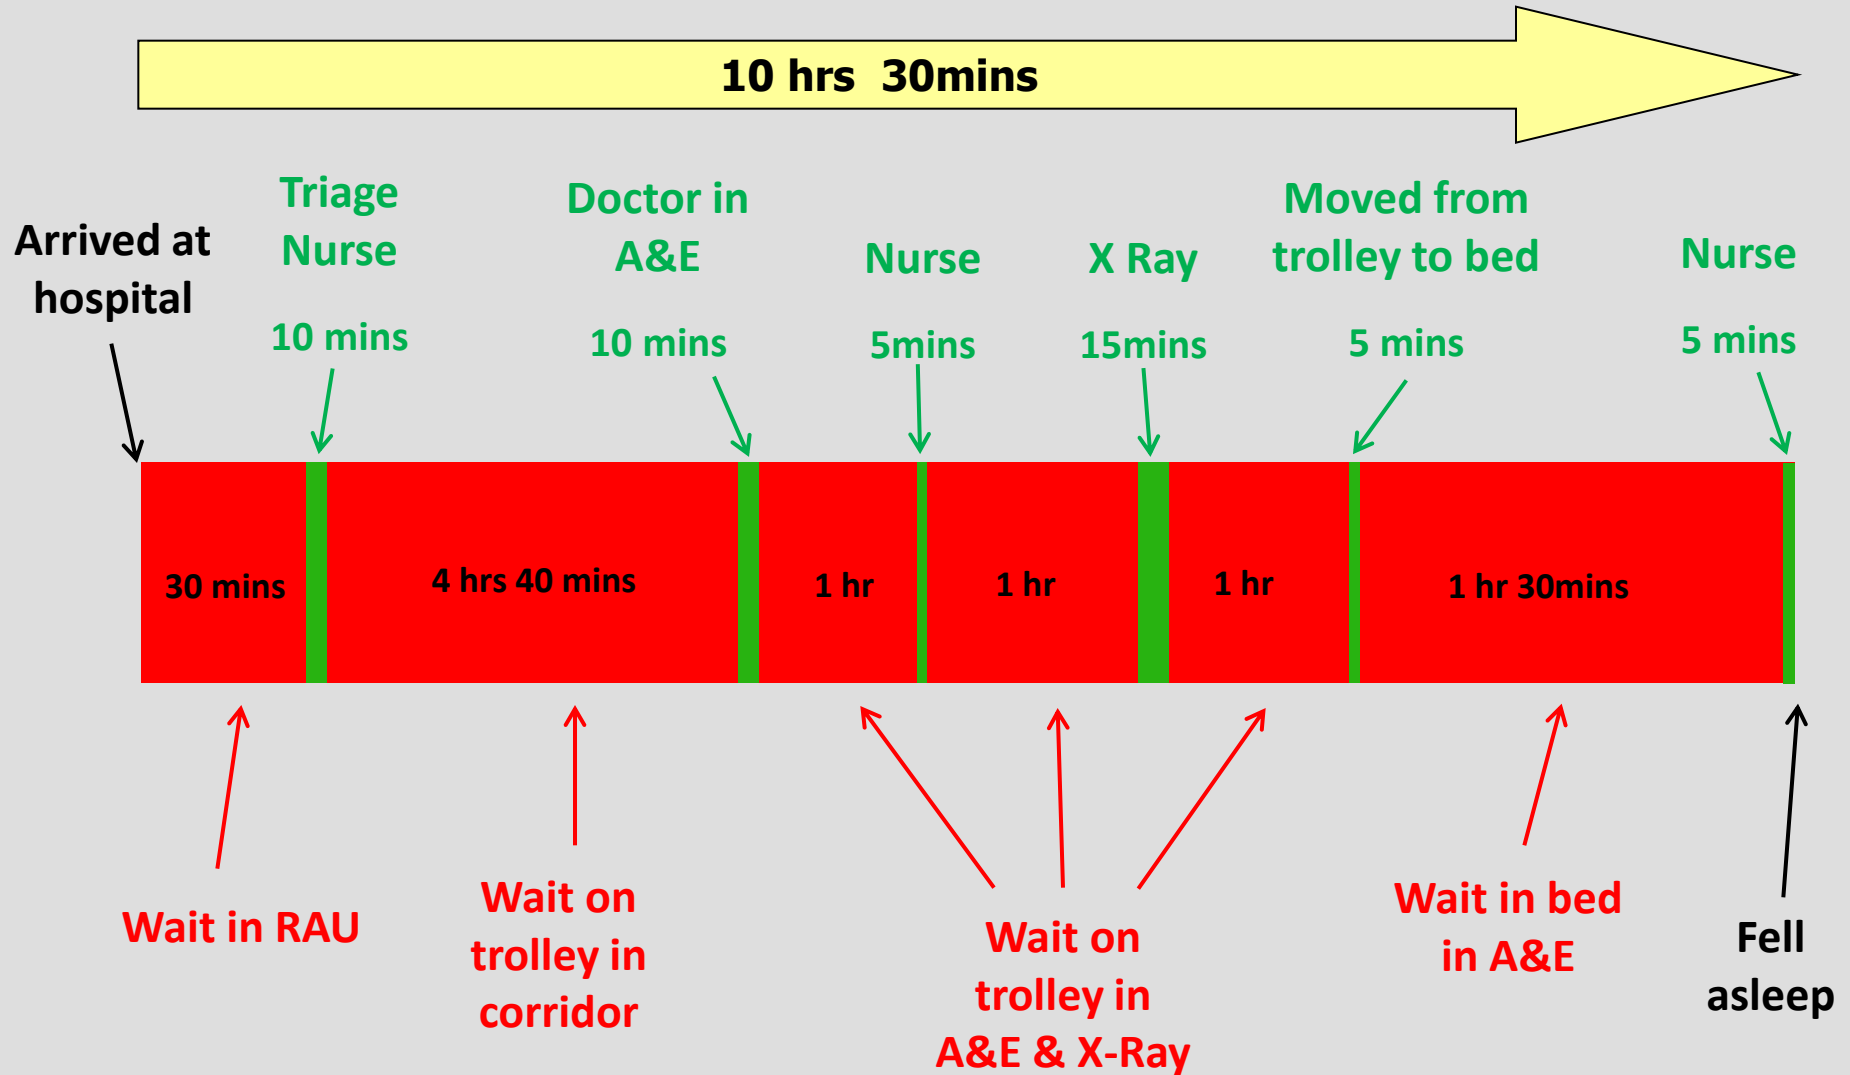 10 hrs  30mins
Arrived at
hospital
Triage
Nurse
10 mins
Doctor in
A&E
10 mins
Nurse
5mins
X Ray
15mins
Moved from
trolley to bed
5 mins
Nurse
5 mins
30 mins
4 hrs 40 mins
1 hr
1 hr
1 hr
1 hr 30mins
Wait in RAU
Wait on
trolley in
corridor
Wait on
trolley in
A&E & X-Ray
Wait in bed
in A&E
Fell
asleep